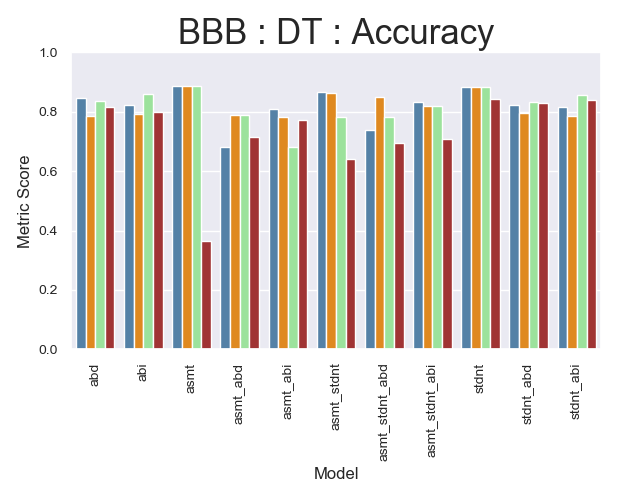 BBB : DT : Accuracy
1.0
0.8
0.6
0.4
0.2
0.0
Metric Score
abd
abi
asmt
asmt_abd
asmt_abi
asmt_stdnt
asmt_stdnt_abd
asmt_stdnt_abi
stdnt
stdnt_abd
stdnt_abi
Model